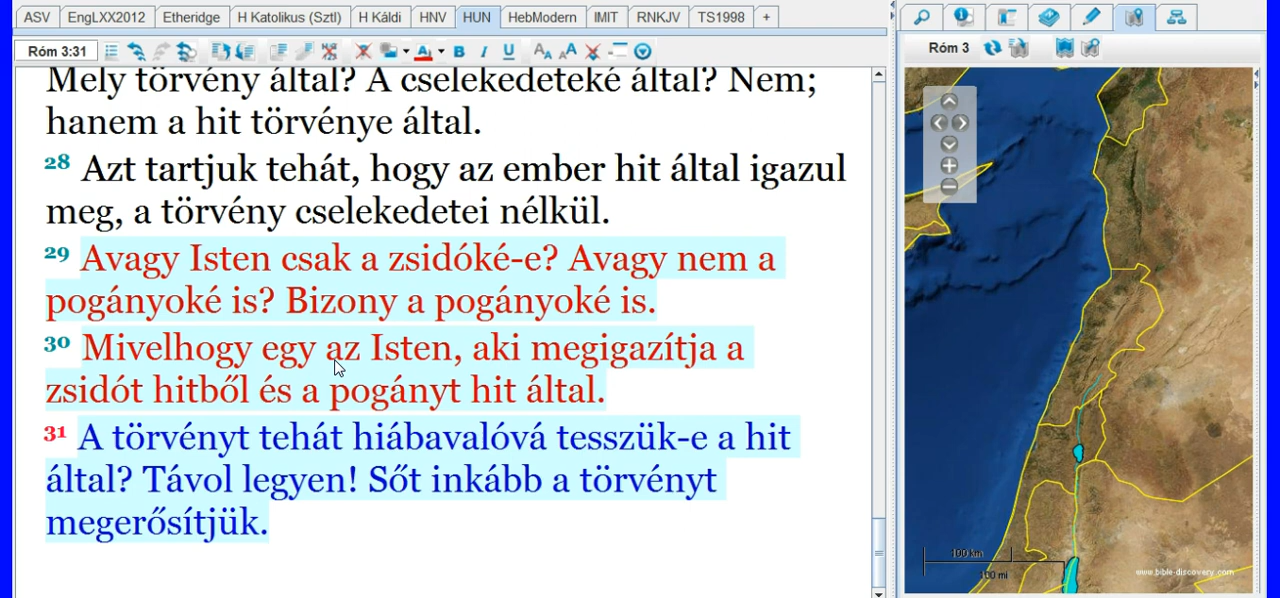 ASV EngLXX2012 Etheridge H Katolikus (Sztl) H Káldi HNV HUN HebModern IMIT RNKJV TS1998 +
Róm 3:31
Róm 3
Mely törvény által? A cselekedeteké által? Nem;
hanem a hit törvénye által.
28 Azt tartjuk tehát, hogy az ember hit által igazul
meg, a törvény cselekedetei nélkül.
29 Avagy Isten csak a zsidóké-e? Avagy nem a
pogányoké is? Bizony a pogányoké is.
30 Mivelhogy egy az Isten, aki megigazítja a
zsidót hitből és a pogányt hit által.
31 A törvényt tehát hiábavalóvá tesszük-e a hit
által? Távol legyen! Sőt inkább a törvényt
megerősítjük.
100 km
100 mi
www.bible-discovery.com